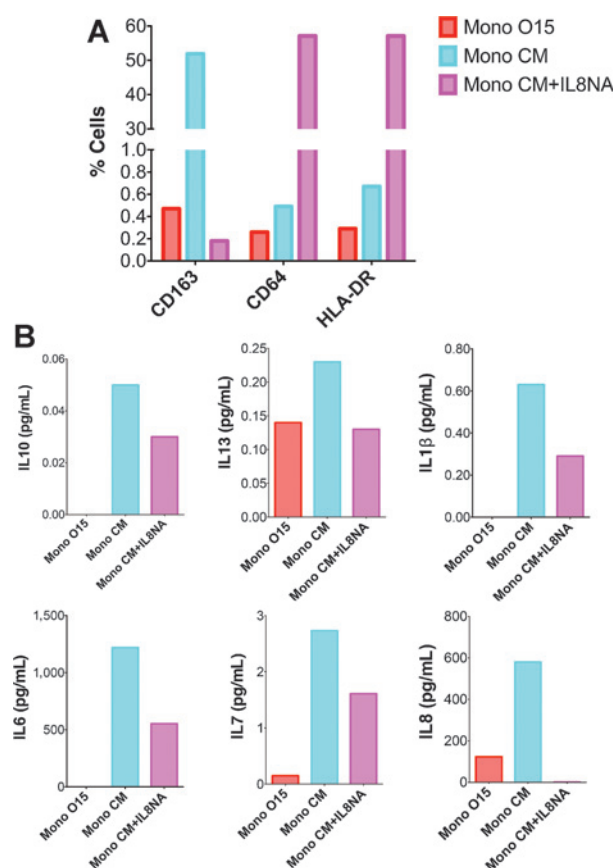 A
Mono O15
Mono CM
Mono CM+IL8NA
% Cells
60
50
40
30
1.0
0.8
0.6
0.4
0.2
0.0
CD163
CD64
HLA-DR
B
IL10 (pg/mL)
0.06
0.04
0.02
0.00
Mono O15
Mono CM
Mono CM+IL8NA
IL13 (pg/mL)
0.25
0.20
0.15
0.10
0.05
0.00
Mono O15
Mono CM
Mono CM+IL8NA
IL1β (pg/mL)
0.80
0.60
0.40
0.20
0.00
Mono O15
Mono CM
Mono CM+IL8NA
IL6 (pg/mL)
1,500
1,000
500
0
Mono O15
Mono CM
Mono CM+IL8NA
IL7 (pg/mL)
3
2
1
0
Mono O15
Mono CM
Mono CM+IL8NA
IL8 (pg/mL)
800
600
400
200
0
Mono O15
Mono CM
Mono CM+IL8NA